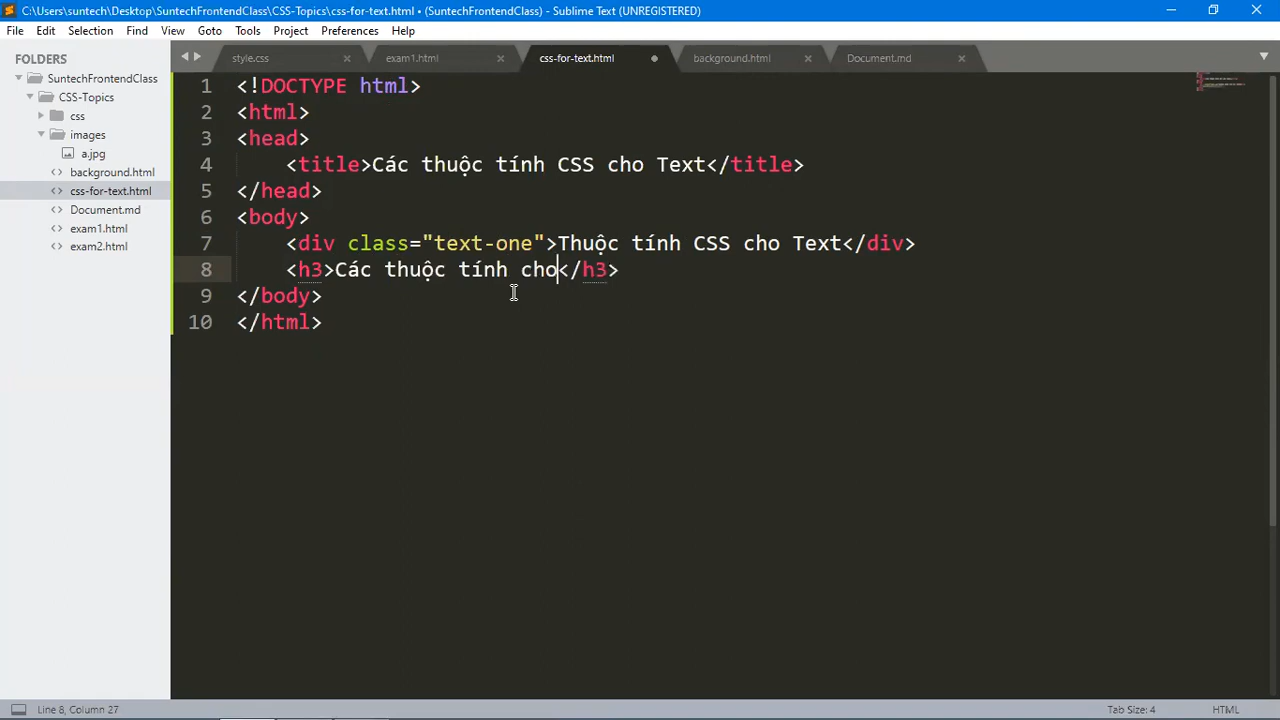 C:\Users\suntech\Desktop\SuntechFrontendClass\CSS-Topics\css-for-text.html • (SuntechFrontendClass) - Sublime Text (UNREGISTERED)
File Edit Selection Find View Goto Tools Project Preferences Help
FOLDERS
SuntechFrontendClass
CSS-Topics
css
images
a.jpg
background.html
css-for-text.html
Document.md
exam1.html
exam2.html
style.css exam1.html css-for-text.html background.html Document.md
1 <!DOCTYPE html>
2 <html>
3 <head>
4 <title>Các thuộc tính CSS cho Text</title>
5 </head>
6 <body>
7 <div class="text-one">Thuộc tính CSS cho Text</div>
8 <h3>Các thuộc tính cho</h3>
9 </body>
10 </html>
Line 8, Column 27 Tab Size: 4 HTML